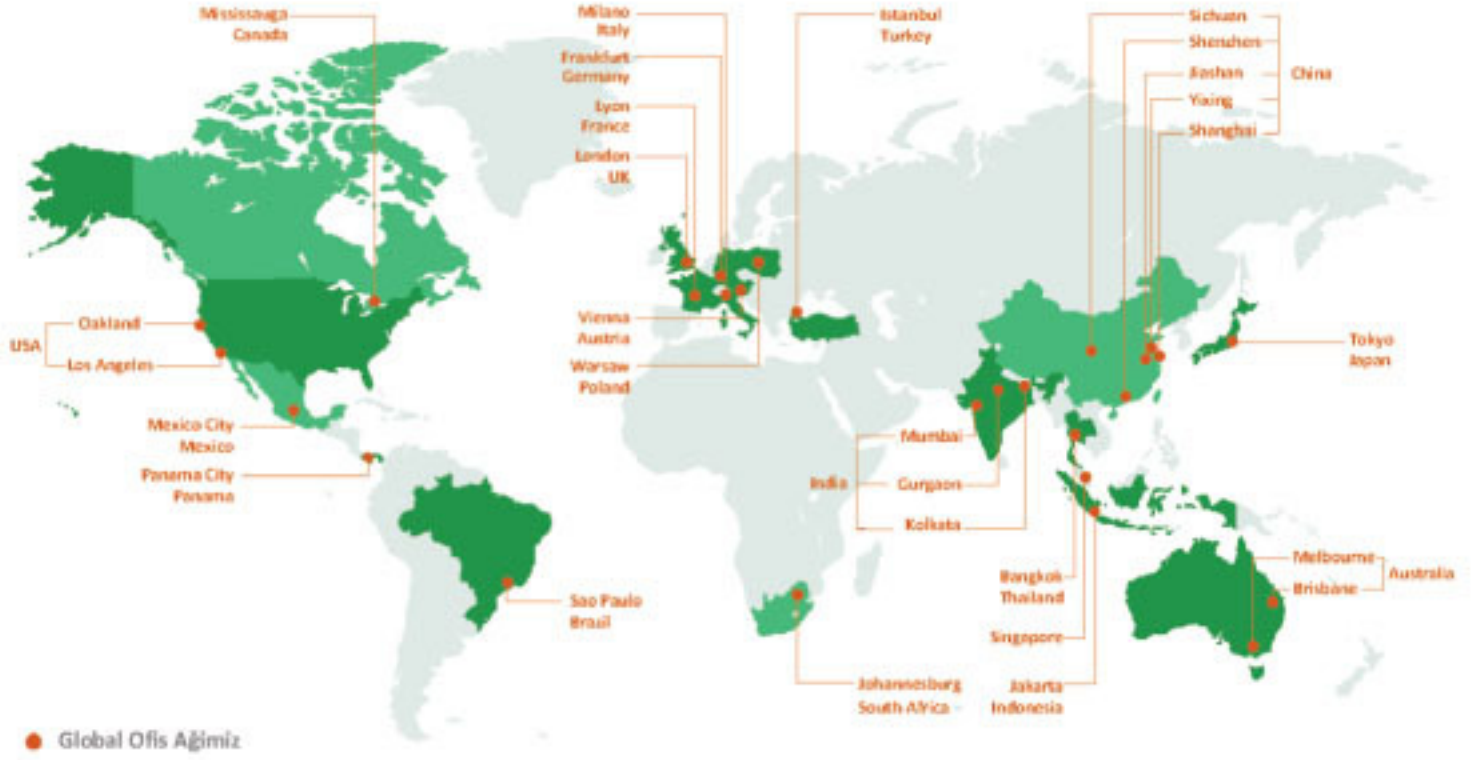 Mississauga
Canada
Milano
Italy
Frankfurt
Germany
Lyon
France
London
UK
Istanbul
Turkey
Sichuan
Shenzhen
Jiashan
Yixing
Shanghai
China
USA
Oakland
Los Angeles
Mexico City
Mexico
Panama City
Panama
Vienna
Austria
Warsaw
Poland
Tokyo
Japan
India
Mumbai
Gurgaon
Kolkata
Sao Paulo
Brasil
Bangkok
Thailand
Singapore
Jakarta
Indonesia
Melbourne
Brisbane
Australia
Johannesburg
South Africa
Global Ofis Ağimiz